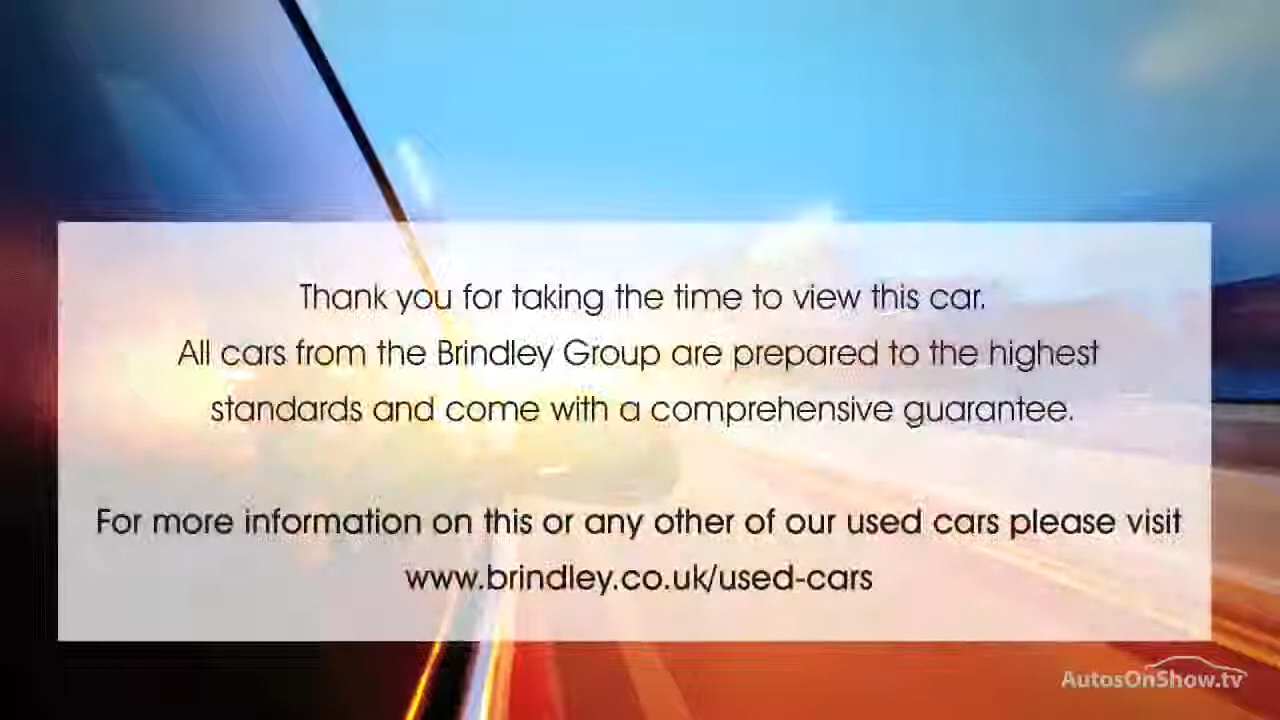 Thank you for taking the time to view this car.
All cars from the Brindley Group are prepared to the highest
standards and come with a comprehensive guarantee.
For more information on this or any other of our used cars please visit
www.brindley.co.uk/used-cars
AutosOnShow.tv